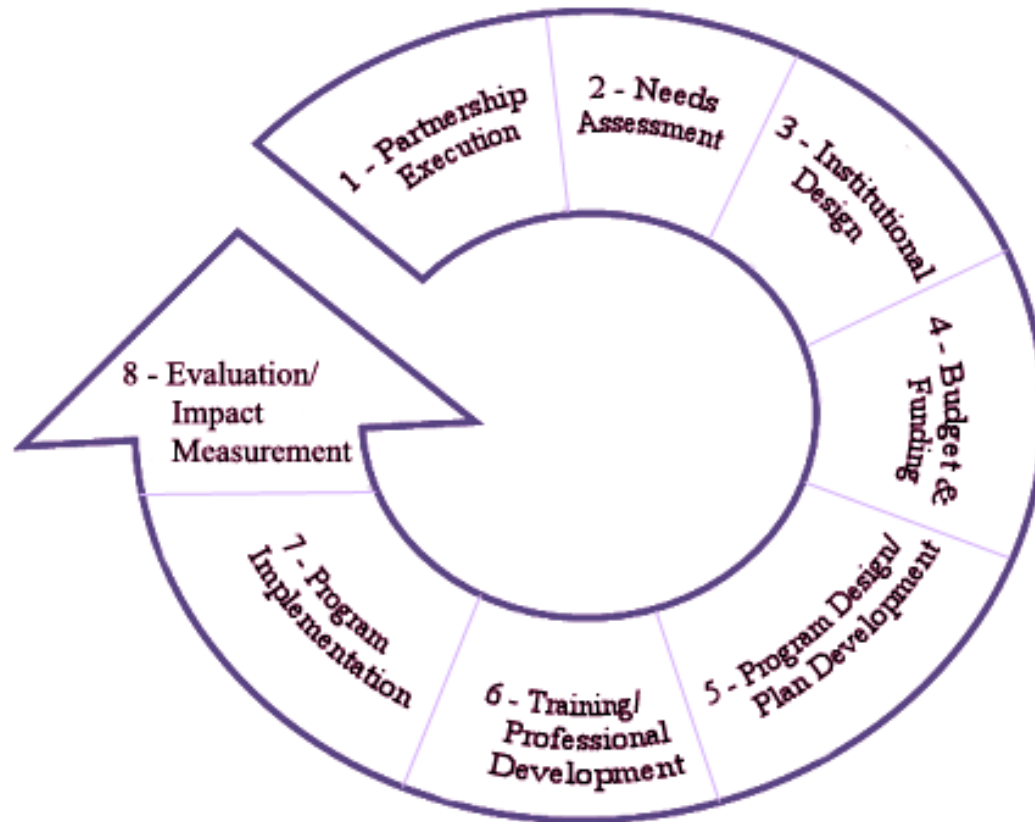 1 - Partnership
Execution
2 - Needs
Assessment
3 - Institutional
Design
4 - Budget &
Funding
5 - Program Design/
Plan Development
6 - Training/
Professional
Development
7 - Program
Implementation
8 - Evaluation/
Impact
Measurement